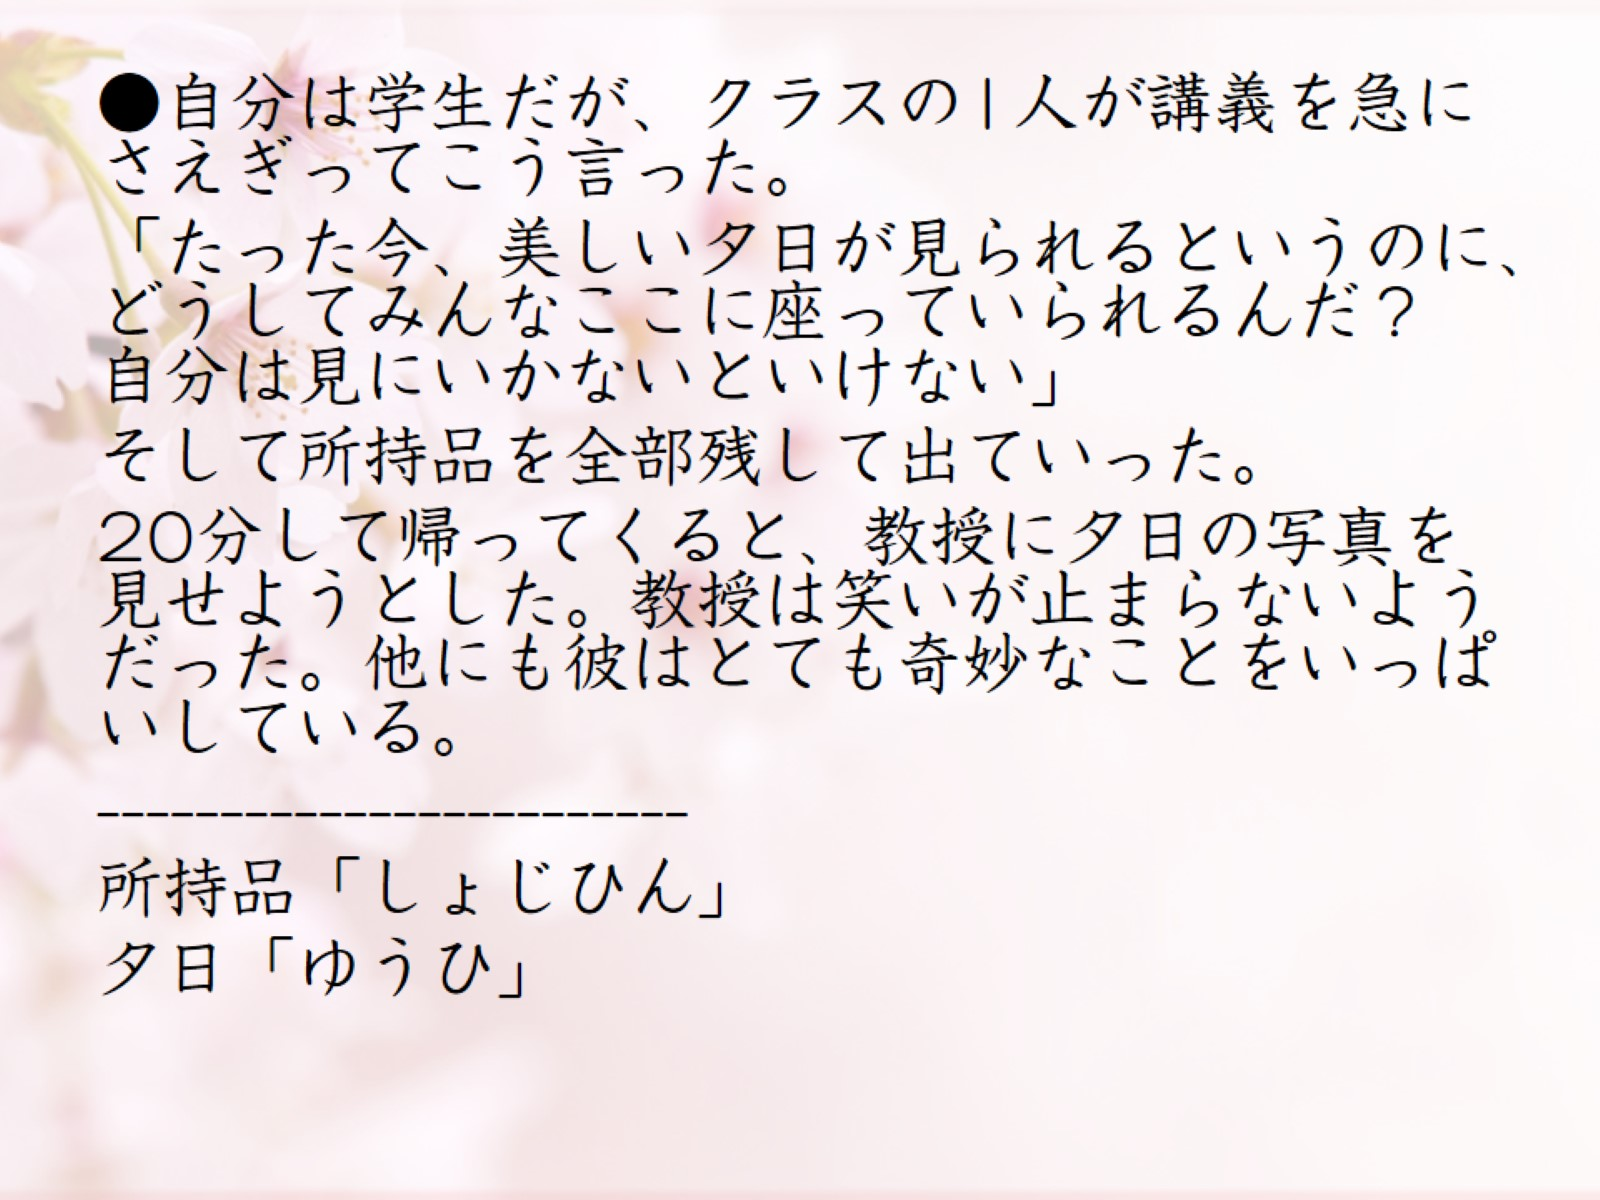 ●自分は学生だが、クラスの1人が講義を急に
さえぎってこう言った。
「たった今、美しい夕日が見られるというのに、
どうしてみんなここに座っていられるんだ？
自分は見にいかないといけない」
そして所持品を全部残して出ていった。
20分して帰ってくると、教授に夕日の写真を
見せようとした。教授は笑いが止まらないよう
だった。他にも彼はとても奇妙なことをいっぱ
いしている。
------------------------
所持品「しょじひん」
夕日「ゆうひ」